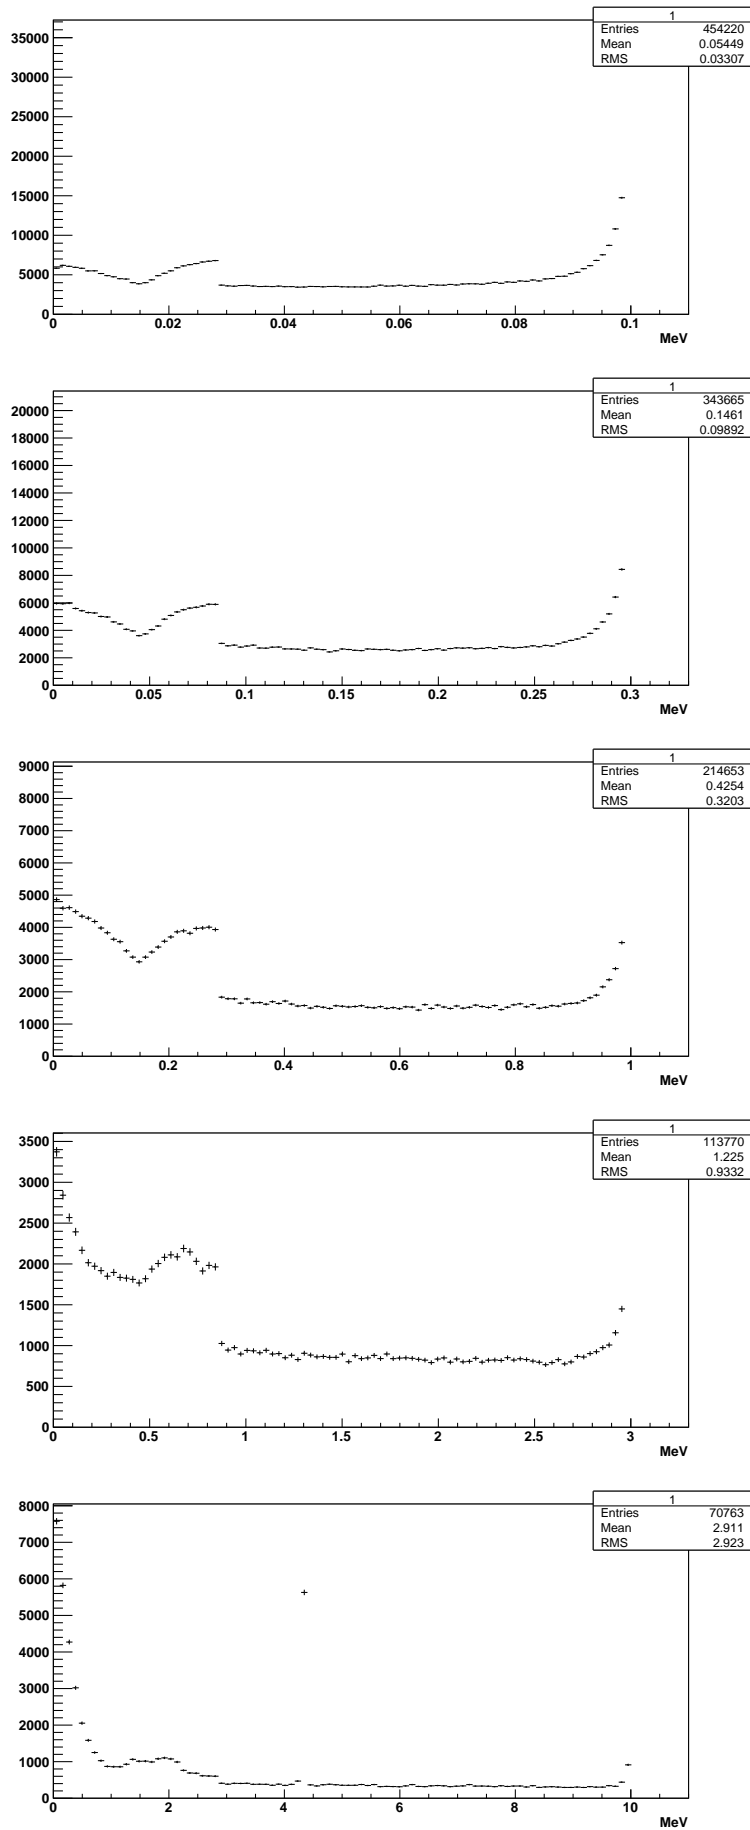 1
Entries 454220
Mean 0.05449
RMS 0.03307
35000
30000
25000
20000
15000
10000
5000
0
0 0.02 0.04 0.06 0.08 0.1
MeV
1
Entries 343665
Mean 0.1461
RMS 0.09892
20000
18000
16000
14000
12000
10000
8000
6000
4000
2000
0
0 0.05 0.1 0.15 0.2 0.25 0.3
MeV
1
Entries 214653
Mean 0.4254
RMS 0.3203
9000
8000
7000
6000
5000
4000
3000
2000
1000
0
0 0.2 0.4 0.6 0.8 1
MeV
1
Entries 113770
Mean 1.225
RMS 0.9332
3500
3000
2500
2000
1500
1000
500
0
0 0.5 1 1.5 2 2.5 3
MeV
1
Entries 70763
Mean 2.911
RMS 2.923
8000
7000
6000
5000
4000
3000
2000
1000
0
0 2 4 6 8 10
MeV